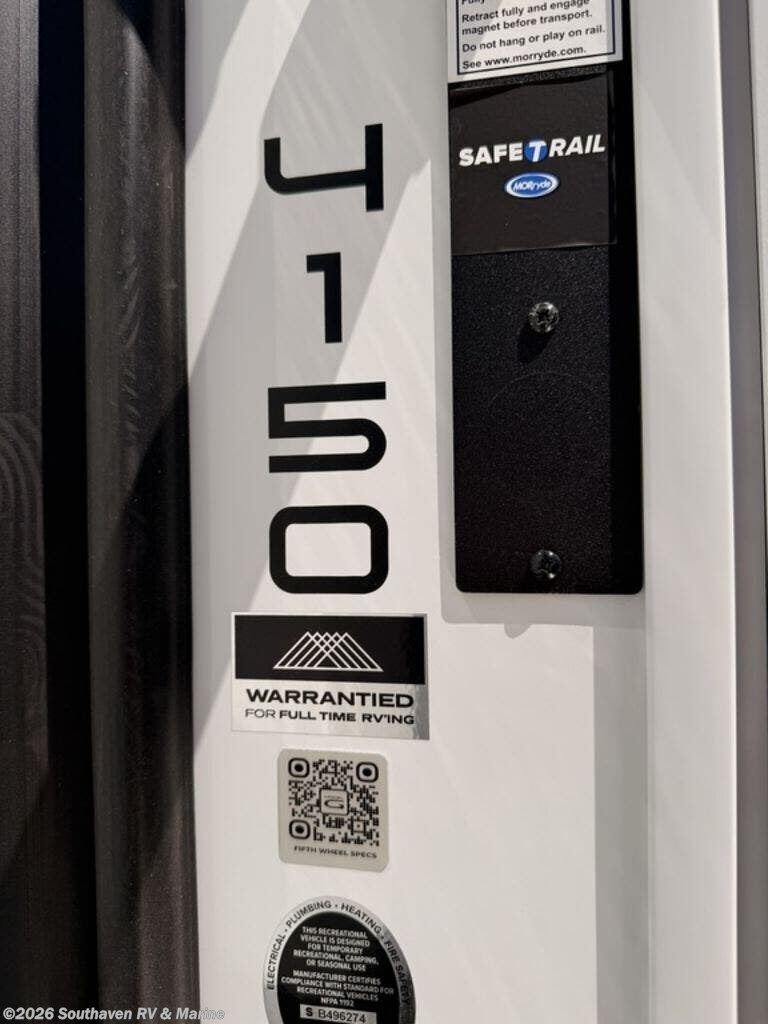 Retract fully and engage
magnet before transport.
Do not hang or play on rail.
See www.morryde.com.
SAFE T RAIL
MORryde
4150
WARRANTIED
FOR FULL TIME RV'ING
FIFTH WHEEL SPECS
ELECTRICAL • PLUMBING • HEATING • FIRE SAFETY
THIS RECREATIONAL
VEHICLE IS DESIGNED
FOR TEMPORARY
RECREATIONAL, CAMPING,
OR SEASONAL USE
MANUFACTURER CERTIFIES
COMPLIANCE WITH STANDARD FOR
RECREATIONAL VEHICLES
NFPA 1192
S B496274
©2026 Southaven RV & Marine